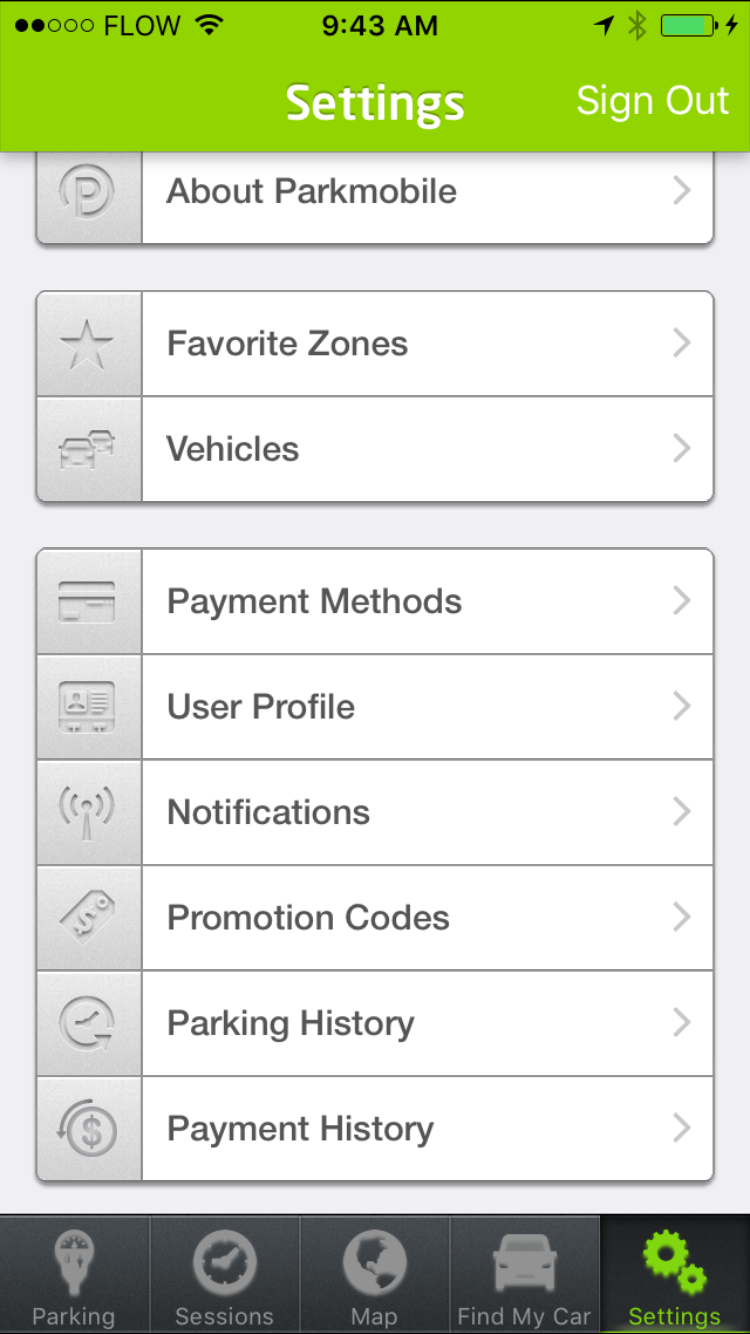 FLOW 9:43 AM
Settings Sign Out
About Parkmobile
Favorite Zones
Vehicles
Payment Methods
User Profile
Notifications
Promotion Codes
Parking History
Payment History
Parking Sessions Map Find My Car Settings